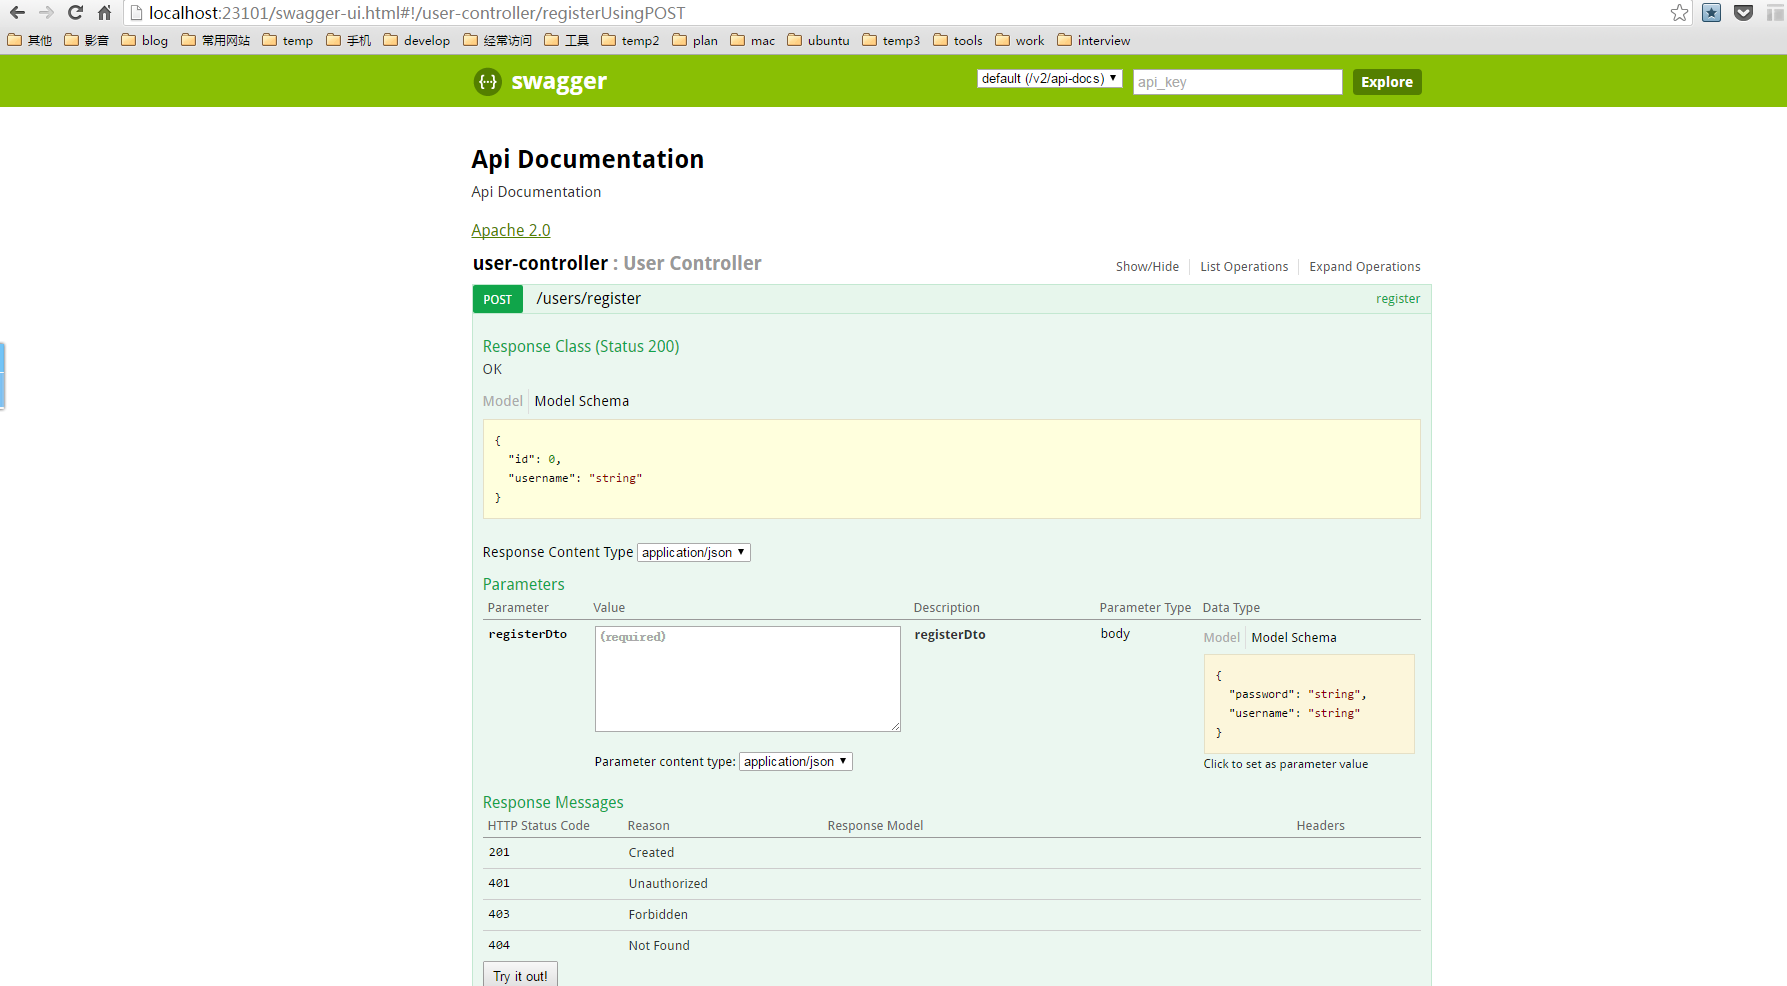 localhost:23101/swagger-ui.html#!/user-controller/registerUsingPOST
其他 影音 blog 常用网站 temp 手机 develop 经常访问 工具 temp2 plan mac ubuntu temp3 tools work interview
{···} swagger default (/v2/api-docs) api_key Explore
Api Documentation
Api Documentation
Apache 2.0
user-controller : User Controller Show/Hide List Operations Expand Operations
POST /users/register register
Response Class (Status 200)
OK
Model Model Schema
{
"id": 0,
"username": "string"
}
Response Content Type application/json
Parameters
Parameter Value Description Parameter Type Data Type
registerDto (required) registerDto body Model Model Schema
{
"password": "string",
"username": "string"
}
Parameter content type: application/json Click to set as parameter value
Response Messages
HTTP Status Code Reason Response Model Headers
201 Created
401 Unauthorized
403 Forbidden
404 Not Found
Try it out!